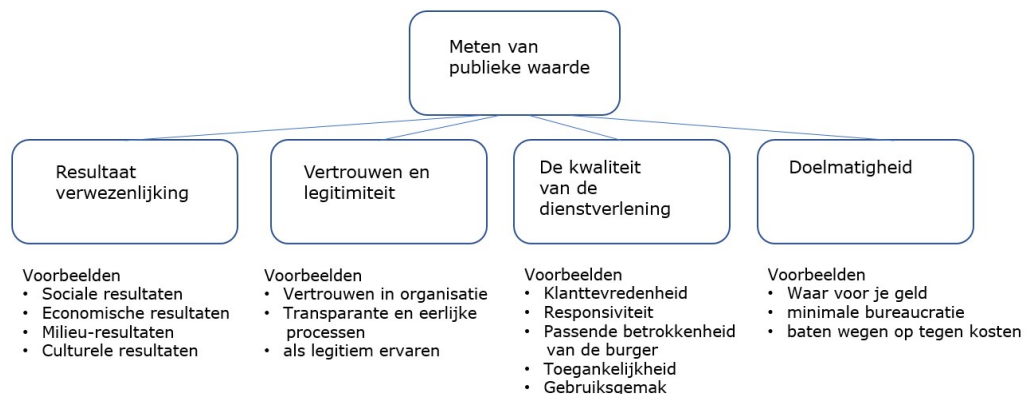 Meten van
publieke waarde
Resultaat
verwezenlijking
Vertrouwen en
legitimiteit
De kwaliteit
van de
dienstverlening
Doelmatigheid
Voorbeelden
• Sociale resultaten
• Economische resultaten
• Milieu-resultaten
• Culturele resultaten
Voorbeelden
• Vertrouwen in organisatie
• Transparante en eerlijke
processen
• als legitiem ervaren
Voorbeelden
• Klanttevredenheid
• Responsiviteit
• Passende betrokkenheid
van de burger
• Toegankelijkheid
• Gebruiksgemak
Voorbeelden
• Waar voor je geld
• minimale bureaucratie
• baten wegen op tegen kosten